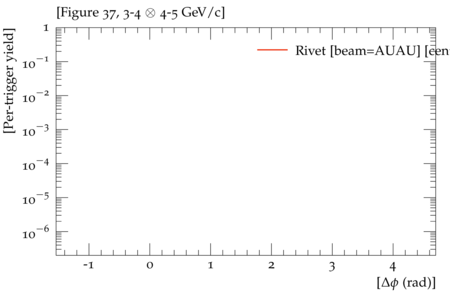 [Figure 37, 3-4 ⊗ 4-5 GeV/c]
[Per-trigger yield]
1
10⁻¹
10⁻²
10⁻³
10⁻⁴
10⁻⁵
10⁻⁶
Rivet [beam=AUAU] [cen
-1 0 1 2 3 4
[Δϕ (rad)]